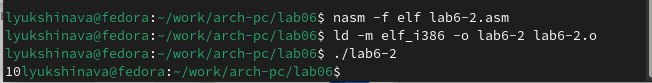 lyukshinava@fedora:~/work/arch-pc/lab06$ nasm -f elf lab6-2.asm
lyukshinava@fedora:~/work/arch-pc/lab06$ ld -m elf_i386 -o lab6-2 lab6-2.o
lyukshinava@fedora:~/work/arch-pc/lab06$ ./lab6-2
10lyukshinava@fedora:~/work/arch-pc/lab06$